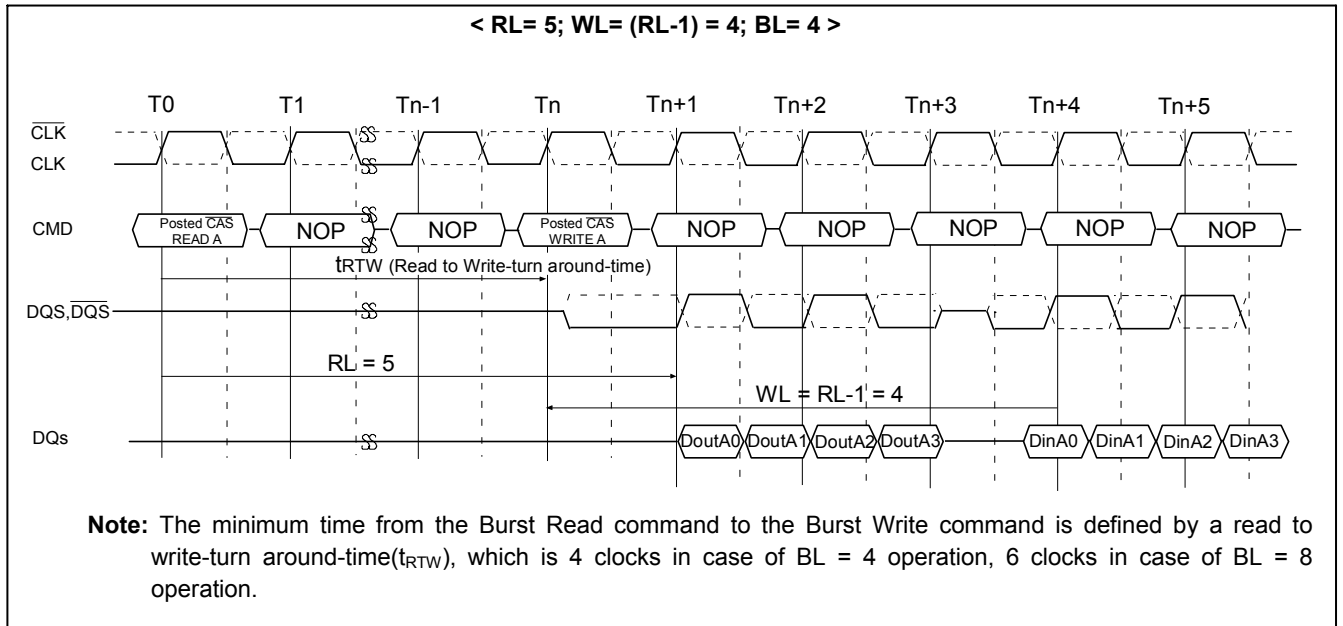 < RL= 5; WL= (RL-1) = 4; BL= 4 >
T0 T1 Tn-1 Tn Tn+1 Tn+2 Tn+3 Tn+4 Tn+5
CLK
CLK
CMD
Posted CAS READ A
NOP
NOP
Posted CAS WRITE A
NOP
NOP
NOP
NOP
NOP
tRTW (Read to Write-turn around-time)
DQS,DQS
RL = 5
WL = RL-1 = 4
DQs
DoutA0 DoutA1 DoutA2 DoutA3 DinA0 DinA1 DinA2 DinA3
Note: The minimum time from the Burst Read command to the Burst Write command is defined by a read to
write-turn around-time(tRTW), which is 4 clocks in case of BL = 4 operation, 6 clocks in case of BL = 8
operation.